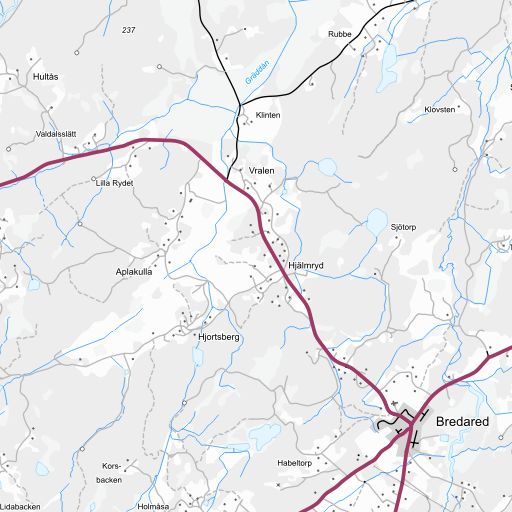 237
Rubbe
Gräddån
Hultås
Klinten
Klovsten
Valdalsslätt
Vralen
Lilla Rydet
Sjötorp
Aplakulla
Hjälmryd
Hjortsberg
Bredared
Habeltorp
Kors-
backen
Lidabacken
Holmåsa